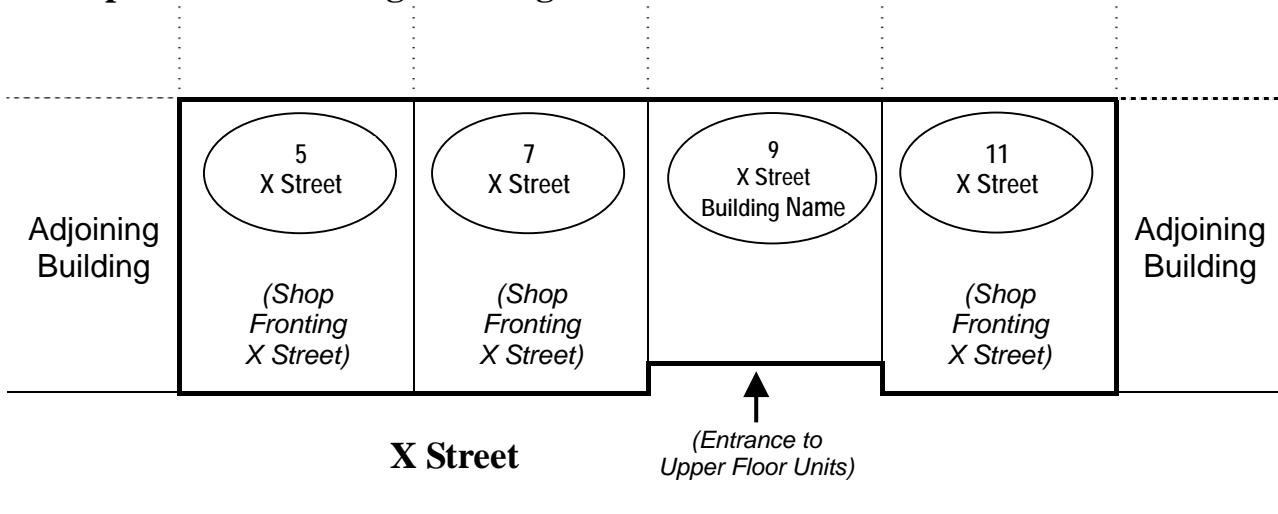 5
X Street
7
X Street
9
X Street
Building Name
11
X Street
Adjoining
Building
(Shop
Fronting
X Street)
(Shop
Fronting
X Street)
(Shop
Fronting
X Street)
Adjoining
Building
X Street
(Entrance to
Upper Floor Units)